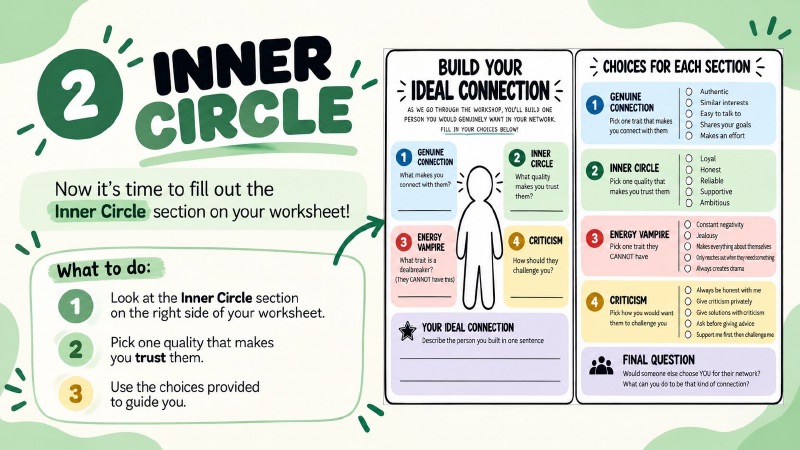 2
INNER
CIRCLE
Now it's time to fill out the
Inner Circle section on your worksheet!
What to do:
1
Look at the Inner Circle section
on the right side of your worksheet.
2
Pick one quality that makes
you trust them.
3
Use the choices provided
to guide you.
BUILD YOUR
IDEAL CONNECTION
AS WE GO THROUGH THE WORKSHOP, YOU'LL BUILD ONE
PERSON YOU WOULD GENUINELY WANT IN YOUR NETWORK.
FILL IN YOUR CHOICES BELOW!
1
GENUINE
CONNECTION
What makes you
connect with them?
2
INNER
CIRCLE
What quality
makes you trust
them?
3
ENERGY
VAMPIRE
What trait is a
dealbreaker?
(They CANNOT have this)
4
CRITICISM
How should they
challenge you?
YOUR IDEAL CONNECTION
Describe the person you built in one sentence
CHOICES FOR EACH SECTION
1
GENUINE
CONNECTION
Pick one trait that makes
you connect with them
Authentic
Similar interests
Easy to talk to
Shares your goals
Makes an effort
2
INNER CIRCLE
Pick one quality that
makes you trust them
Loyal
Honest
Reliable
Supportive
Ambitious
3
ENERGY VAMPIRE
Pick one trait they
CANNOT have
Constant negativity
Jealousy
Makes everything about themselves
Only reaches out when they need something
Always creates drama
4
CRITICISM
Pick how you would want
them to challenge you
Always be honest with me
Give criticism privately
Give solutions with criticism
Ask before giving advice
Support me first then challenge me
FINAL QUESTION
Would someone else choose YOU for their network?
What can you do to be that kind of connection?